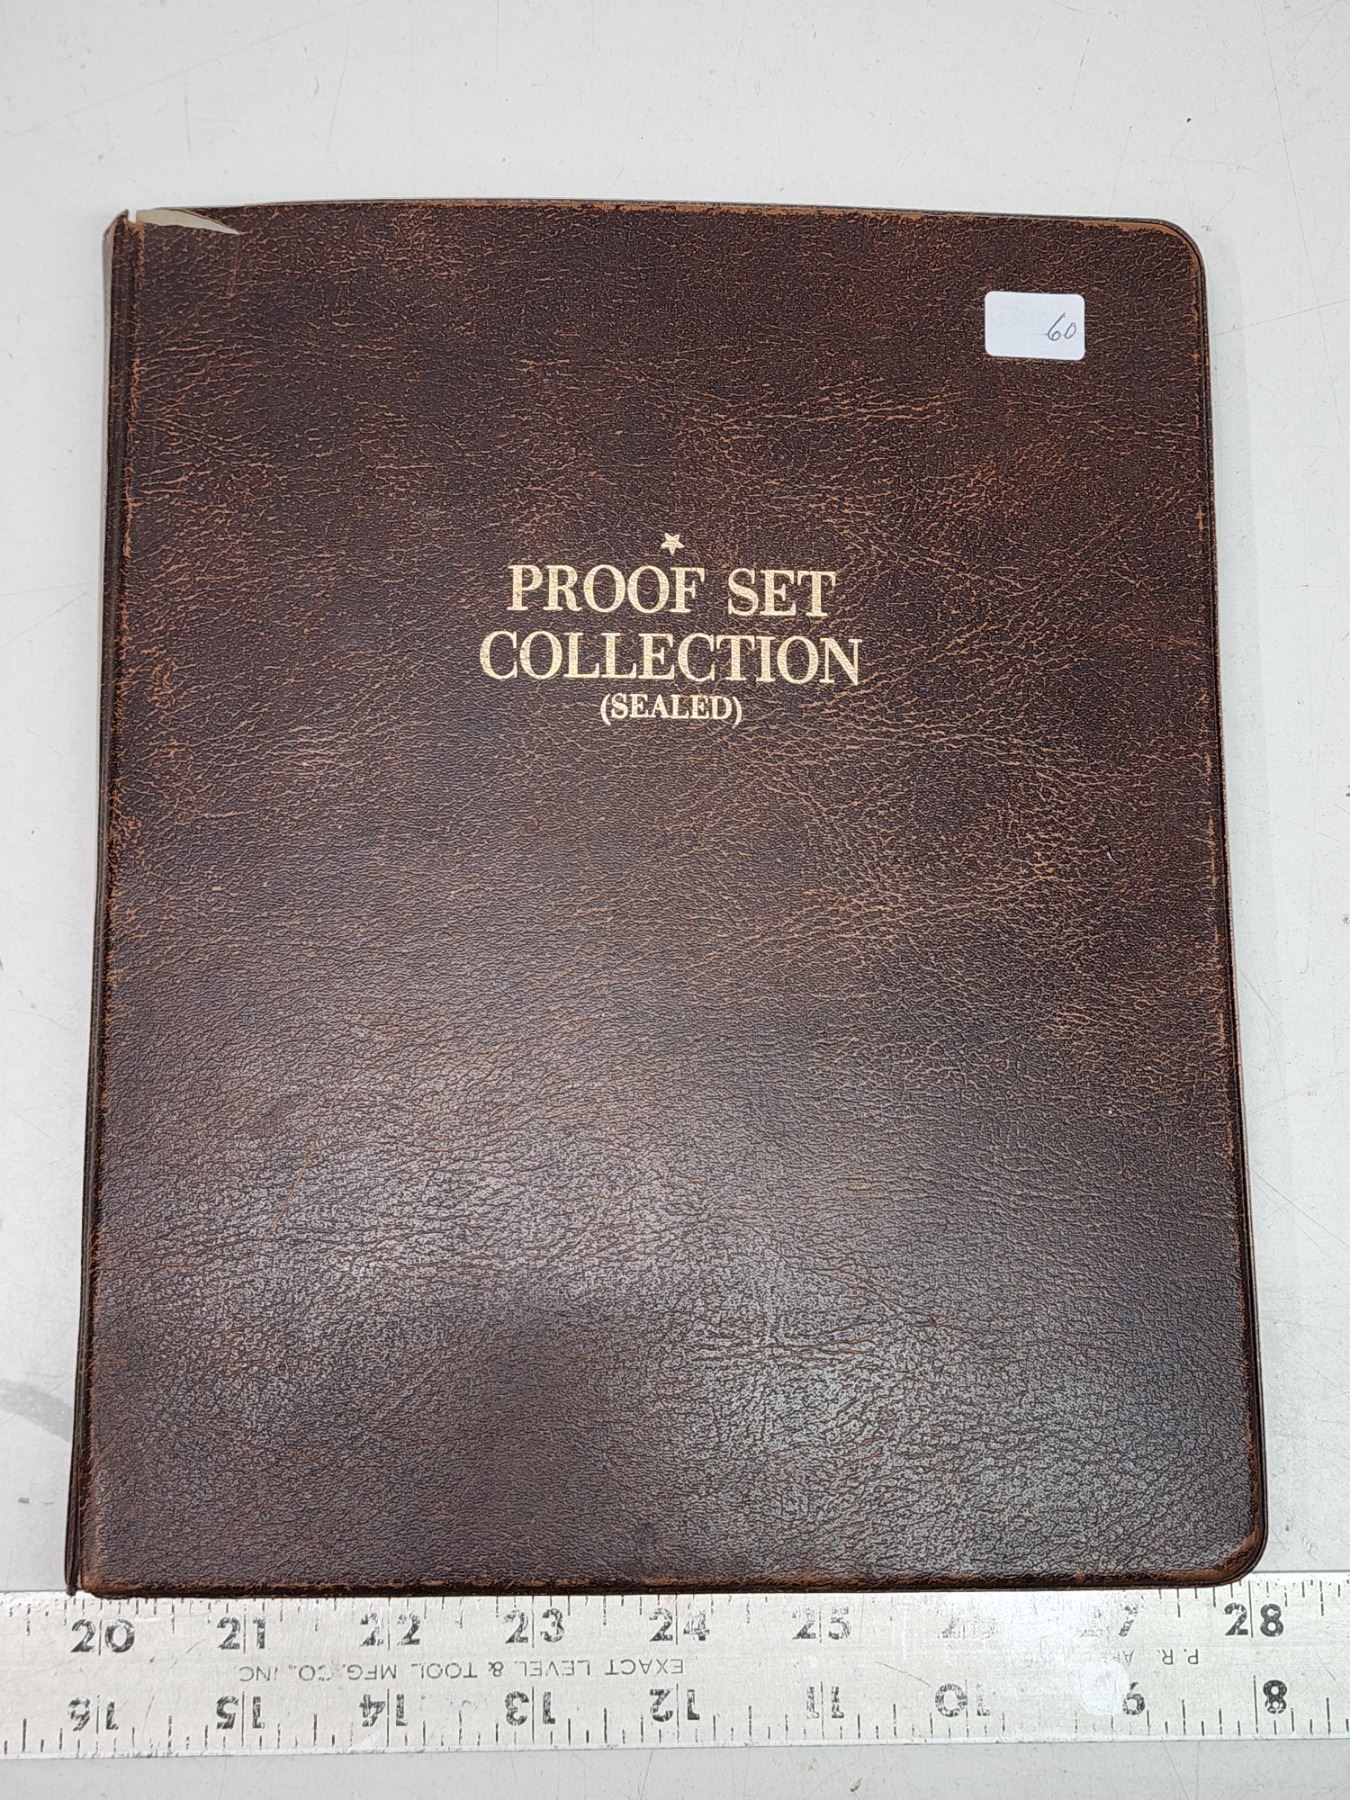 60
PROOF SET
COLLECTION
(SEALED)
20 21 22 23 24 25 26 27 28
EXACT LEVEL & TOOL MFG. CO., INC.
P.R.
16 15 14 13 12 11 10 9 8